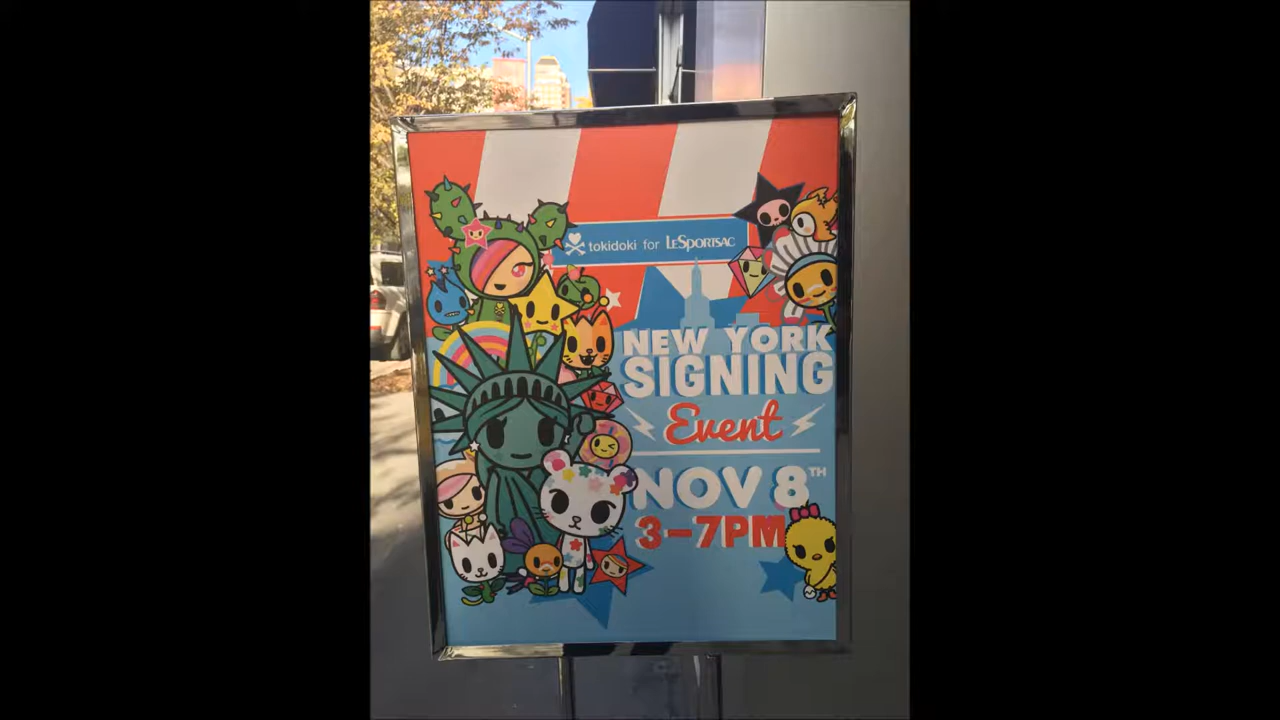 tokidoki for LESPORTSAC
NEW YORK
SIGNING
Event
NOV 8TH
3-7PM